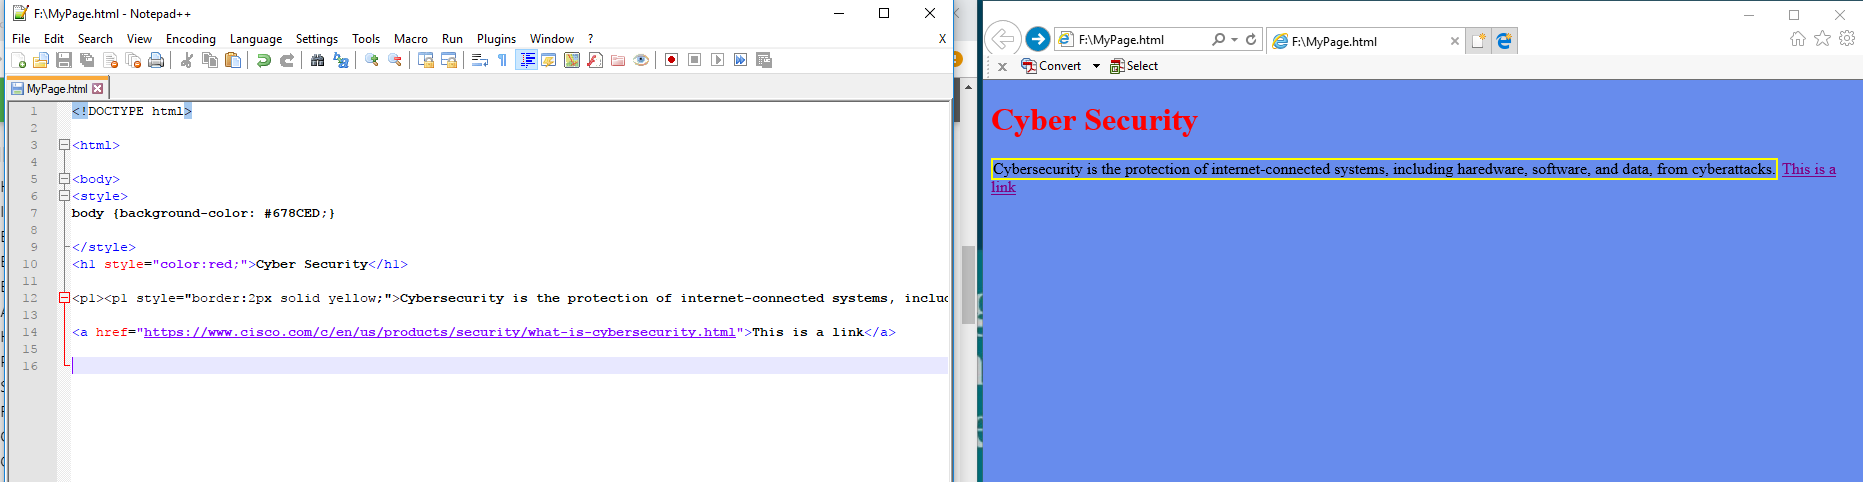 F:\MyPage.html - Notepad++
File Edit Search View Encoding Language Settings Tools Macro Run Plugins Window ? X
MyPage.html
1 <!DOCTYPE html>
2
3 <html>
4
5 <body>
6 <style>
7 body {background-color: #678CED;}
8
9 </style>
10 <h1 style="color:red;">Cyber Security</h1>
11
12 <p1><p1 style="border:2px solid yellow;">Cybersecurity is the protection of internet-connected systems, inclu
13
14 <a href="https://www.cisco.com/c/en/us/products/security/what-is-cybersecurity.html">This is a link</a>
15
16
F:\MyPage.html
F:\MyPage.html
x Convert Select
Cyber Security
Cybersecurity is the protection of internet-connected systems, including haredware, software, and data, from cyberattacks. This is a
link